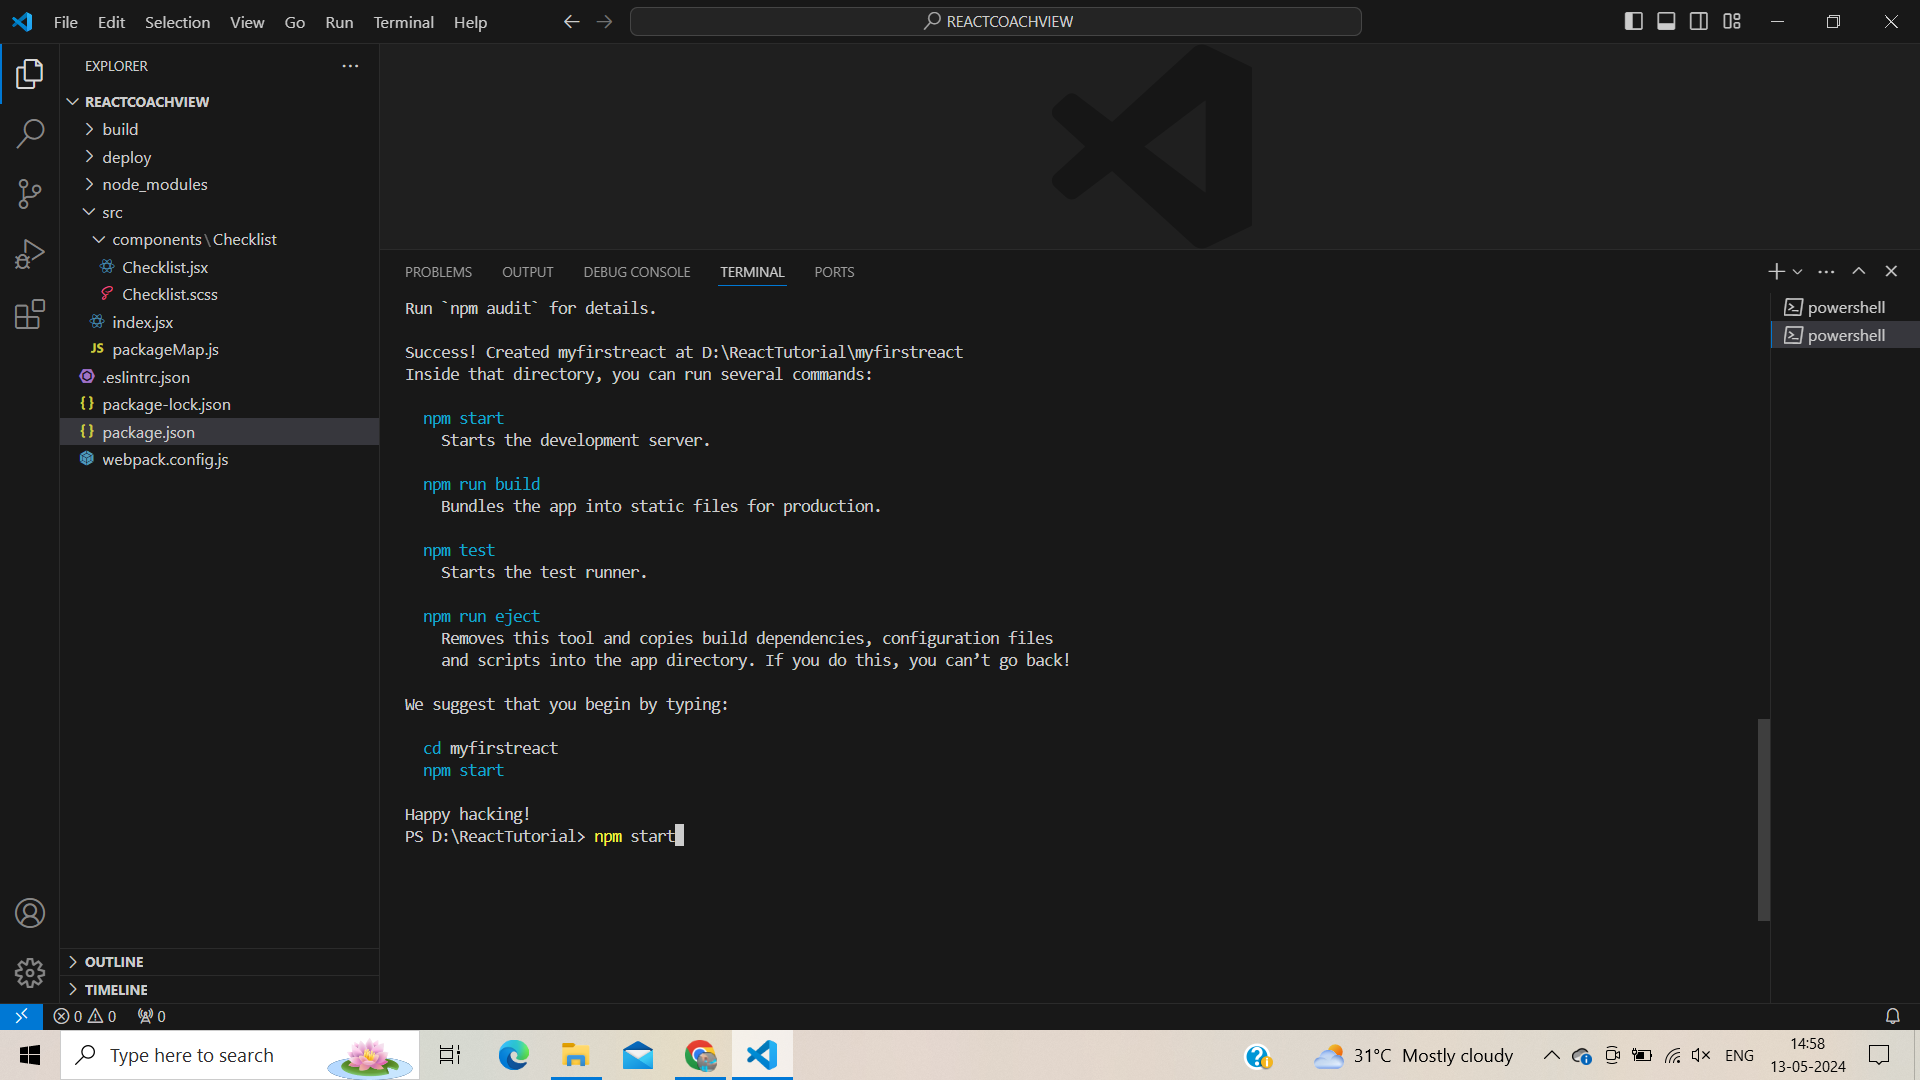 File Edit Selection View Go Run Terminal Help
REACTCOACHVIEW
EXPLORER
REACTCOACHVIEW
build
deploy
node_modules
src
components\Checklist
Checklist.jsx
Checklist.scss
index.jsx
JS packageMap.js
.eslintrc.json
{} package-lock.json
{} package.json
webpack.config.js
OUTLINE
TIMELINE
PROBLEMS OUTPUT DEBUG CONSOLE TERMINAL PORTS
powershell
powershell
Run `npm audit` for details.
Success! Created myfirstreact at D:\ReactTutorial\myfirstreact
Inside that directory, you can run several commands:
npm start
Starts the development server.
npm run build
Bundles the app into static files for production.
npm test
Starts the test runner.
npm run eject
Removes this tool and copies build dependencies, configuration files
and scripts into the app directory. If you do this, you can’t go back!
We suggest that you begin by typing:
cd myfirstreact
npm start
Happy hacking!
PS D:\ReactTutorial> npm start
0 0 0
Type here to search
31°C Mostly cloudy
ENG
14:58
13-05-2024